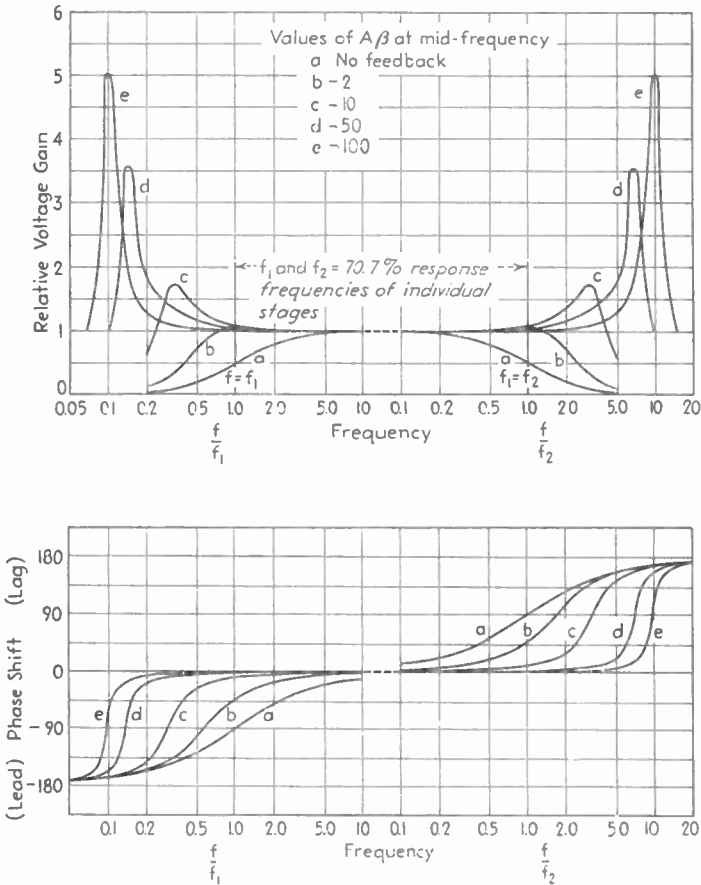 6
5
4
3
2
1
0
Relative Voltage Gain
Values of Aβ at mid-frequency
a No feedback
b -2
c -10
d -50
e -100
e
d
c
b
a
f=f₁
f₁ and f₂ = 70.7% response
frequencies of individual
stages
e
d
c
a
b
f₁=f₂
0.05 0.1 0.2 0.5 1.0 2.0 5.0 1.0 0.1 0.2 0.5 1.0 2.0 5.0 10 20
f/f₁ Frequency f/f₂
(Lead) Phase Shift (Lag)
180
90
0
-90
-180
e d c b a
a b c d e
0.1 0.2 0.5 1.0 2.0 5.0 1.0 0.1 0.2 0.5 1.0 2.0 5.0 10 20
f/f₁ Frequency f/f₂